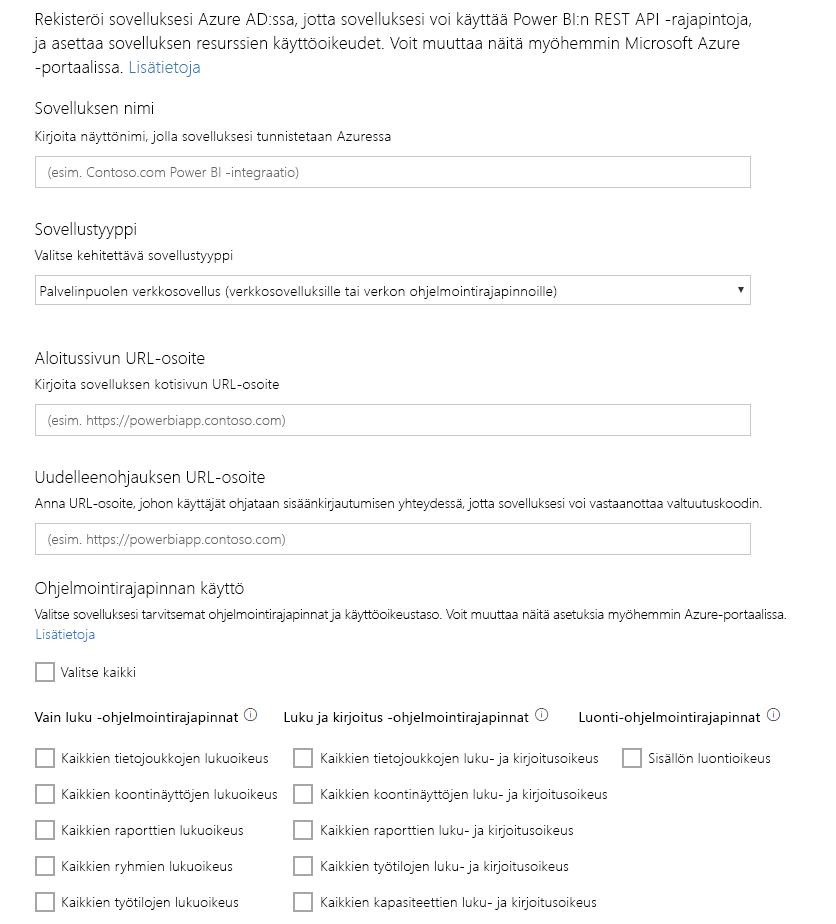 Rekisteröi sovelluksesi Azure AD:ssa, jotta sovelluksesi voi käyttää Power BI:n REST API -rajapintoja,
ja asettaa sovelluksen resurssien käyttöoikeudet. Voit muuttaa näitä myöhemmin Microsoft Azure
-portaalissa. Lisätietoja
Sovelluksen nimi
Kirjoita näyttönimi, jolla sovelluksesi tunnistetaan Azuressa
(esim. Contoso.com Power BI -integraatio)
Sovellustyyppi
Valitse kehitettävä sovellustyyppi
Palvelinpuolen verkkosovellus (verkkosovelluksille tai verkon ohjelmointirajapinnoille)
Aloitussivun URL-osoite
Kirjoita sovelluksen kotisivun URL-osoite
(esim. https://powerbiapp.contoso.com)
Uudelleenohjauksen URL-osoite
Anna URL-osoite, johon käyttäjät ohjataan sisäänkirjautumisen yhteydessä, jotta sovelluksesi voi vastaanottaa valtuutuskoodin.
(esim. https://powerbiapp.contoso.com)
Ohjelmointirajapinnan käyttö
Valitse sovelluksesi tarvitsemat ohjelmointirajapinnat ja käyttöoikeustaso. Voit muuttaa näitä asetuksia myöhemmin Azure-portaalissa.
Lisätietoja
Valitse kaikki
Vain luku -ohjelmointirajapinnat Luku ja kirjoitus -ohjelmointirajapinnat Luonti-ohjelmointirajapinnat
Kaikkien tietojoukkojen lukuoikeus Kaikkien tietojoukkojen luku- ja kirjoitusoikeus Sisällön luontioikeus
Kaikkien koontinäyttöjen lukuoikeus Kaikkien koontinäyttöjen luku- ja kirjoitusoikeus
Kaikkien raporttien lukuoikeus Kaikkien raporttien luku- ja kirjoitusoikeus
Kaikkien ryhmien lukuoikeus Kaikkien työtilojen luku- ja kirjoitusoikeus
Kaikkien työtilojen lukuoikeus Kaikkien kapasiteettien luku- ja kirjoitusoikeus